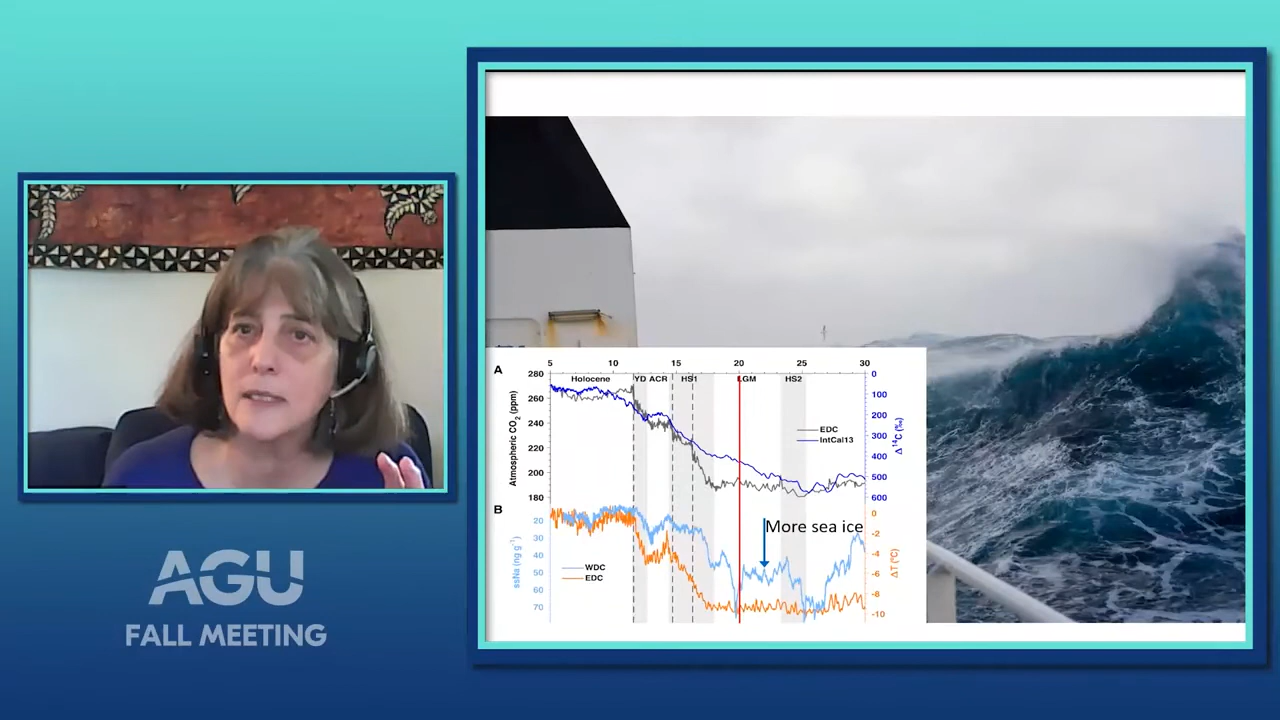 AGU
FALL MEETING
A
5 10 15 20 25 30
Holocene YD ACR HS1 LGM HS2
280
260
240
220
200
180
Atmospheric CO2 (ppm)
0
100
200
300
400
500
600
Δ14C (‰)
EDC
IntCal13
B
20
30
40
50
60
70
ssNa (ng g-1)
More sea ice
WDC
EDC
0
-2
-4
-6
-8
-10
ΔT (°C)